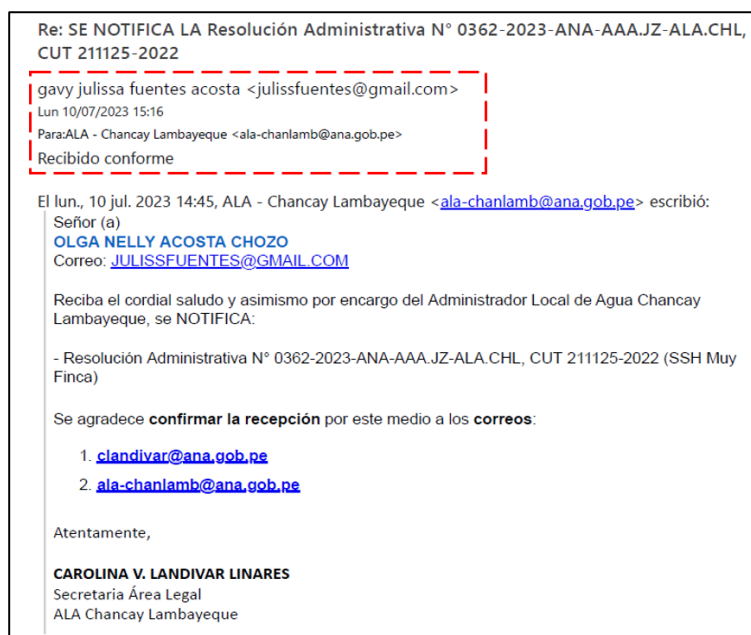 Re: SE NOTIFICA LA Resolución Administrativa N° 0362-2023-ANA-AAA.JZ-ALA.CHL,
CUT 211125-2022
gavy julissa fuentes acosta <julissfuentes@gmail.com>
Lun 10/07/2023 15:16
Para:ALA - Chancay Lambayeque <ala-chanlamb@ana.gob.pe>
Recibido conforme
El lun., 10 jul. 2023 14:45, ALA - Chancay Lambayeque <ala-chanlamb@ana.gob.pe> escribió:
Señor (a)
OLGA NELLY ACOSTA CHOZO
Correo: JULISSFUENTES@GMAIL.COM
Reciba el cordial saludo y asimismo por encargo del Administrador Local de Agua Chancay
Lambayeque, se NOTIFICA:
- Resolución Administrativa N° 0362-2023-ANA-AAA.JZ-ALA.CHL, CUT 211125-2022 (SSH Muy
Finca)
Se agradece confirmar la recepción por este medio a los correos:
1. clandivar@ana.gob.pe
2. ala-chanlamb@ana.gob.pe
Atentamente,
CAROLINA V. LANDIVAR LINARES
Secretaria Área Legal
ALA Chancay Lambayeque